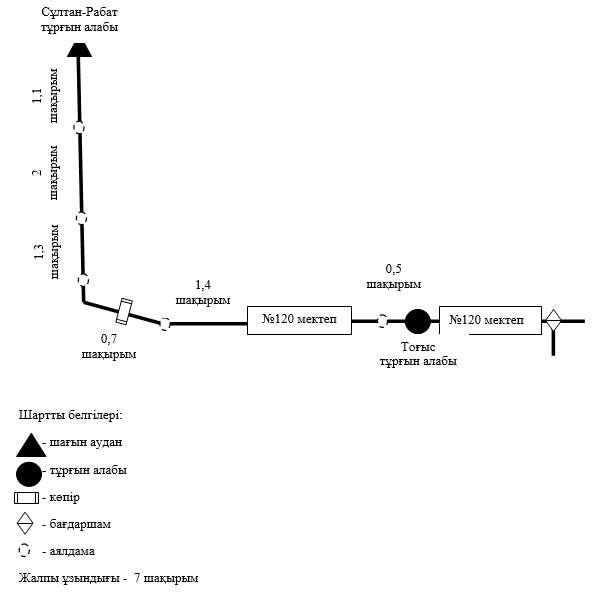 Сұлтан-Рабат
тұрғын алабы
1,1
шақырым
2
шақырым
1,3
шақырым
0,7
шақырым
1,4
шақырым
№120 мектеп
0,5
шақырым
Тоғыс
тұрғын алабы
№120 мектеп
Шартты белгілері:
- шағын аудан
- тұрғын алабы
- көпір
- бағдаршам
- аялдама
Жалпы ұзындығы - 7 шақырым